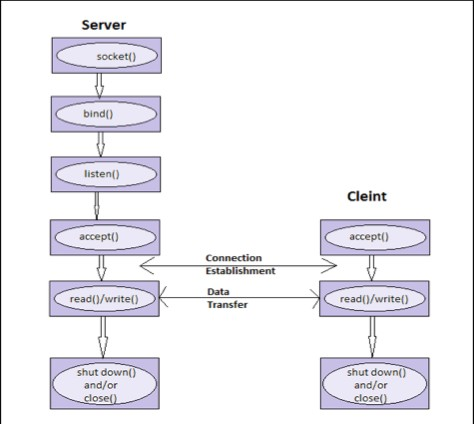 Server
socket()
bind()
listen()
Cleint
accept()
accept()
Connection
Establishment
read()/write()
Data
Transfer
read()/write()
shut down()
and/or
close()
shut down()
and/or
close()